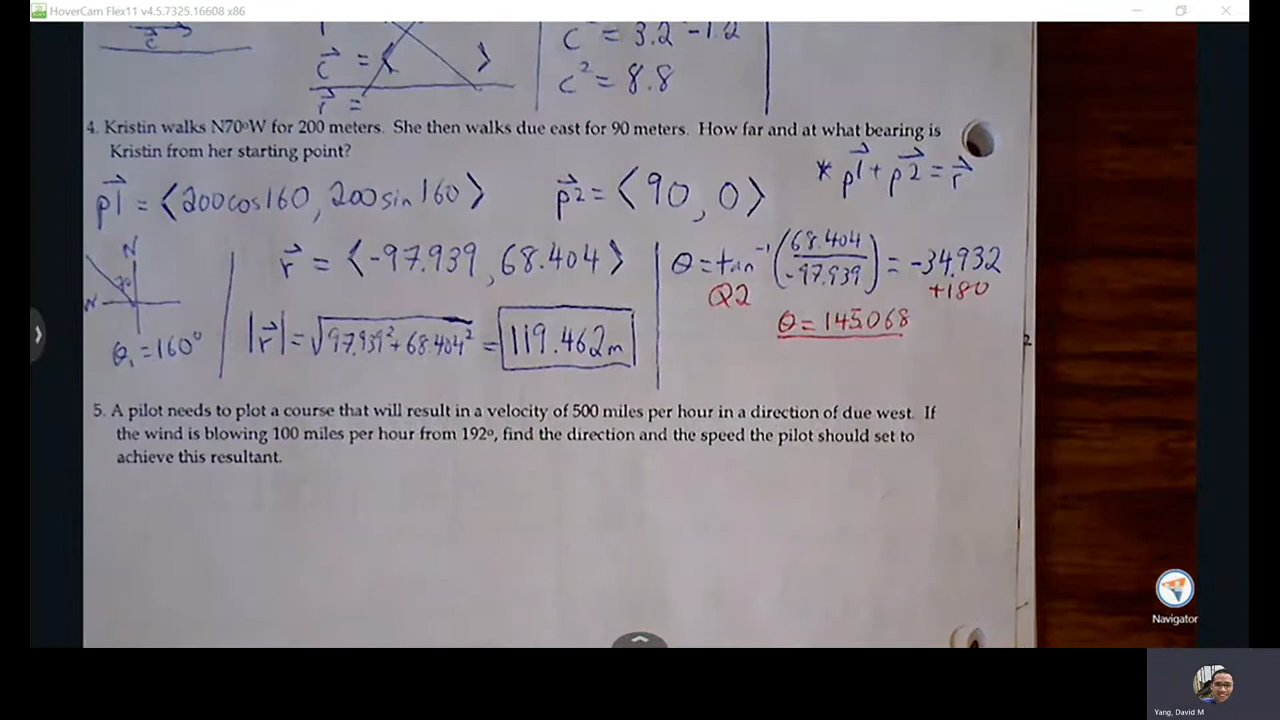 HoverCam Flex11 v4.5.7325.16608 x86
c⃗
c⃗ = ⟨ ⟩
r⃗ =
c² = 3.2² - 1.2²
c² = 8.8
4. Kristin walks N70°W for 200 meters. She then walks due east for 90 meters. How far and at what bearing is
Kristin from her starting point?
* p1⃗ + p2⃗ = r⃗
p1⃗ = ⟨200cos160, 200sin160⟩
p2⃗ = ⟨90, 0⟩
N
70
W
θ₁ = 160°
r⃗ = ⟨-97.939, 68.404⟩
|r⃗| = √97.939² + 68.404² = 119.462m
θ = tan⁻¹(68.404/-97.939) = -34.932
Q2
+180
θ = 145.068
2
5. A pilot needs to plot a course that will result in a velocity of 500 miles per hour in a direction of due west. If
the wind is blowing 100 miles per hour from 192°, find the direction and the speed the pilot should set to
achieve this resultant.
Navigator
Yang, David M